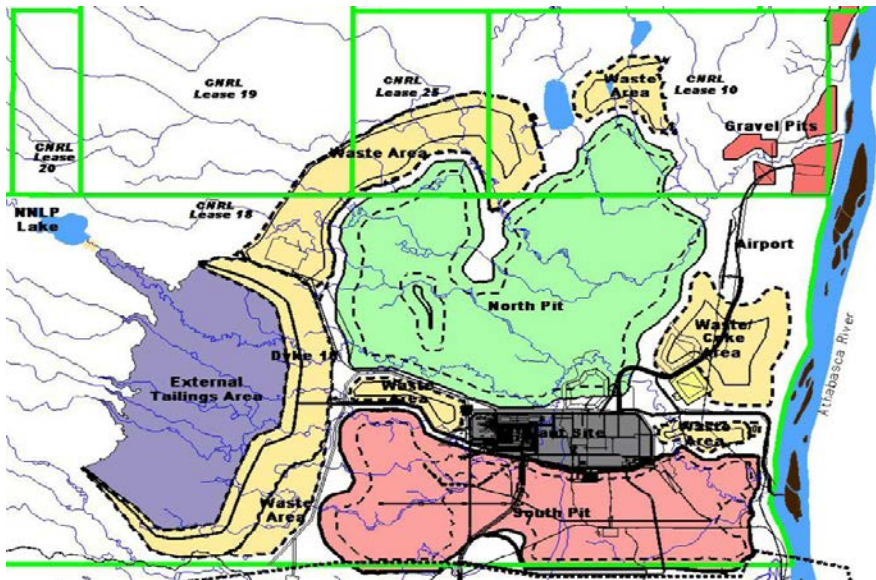 CNRL
Lease 19
CNRL
Lease 25
Waste
Area
CNRL
Lease 10
Gravel Pits
CNRL
Lease
20
Waste Area
CNRL
Lease 18
NNLP
Lake
Airport
North Pit
Waste/
Coke
Area
Athabasca River
Dyke
External
Tailings Area
Waste
Area
Site
Waste
Area
Waste
Area
South Pit